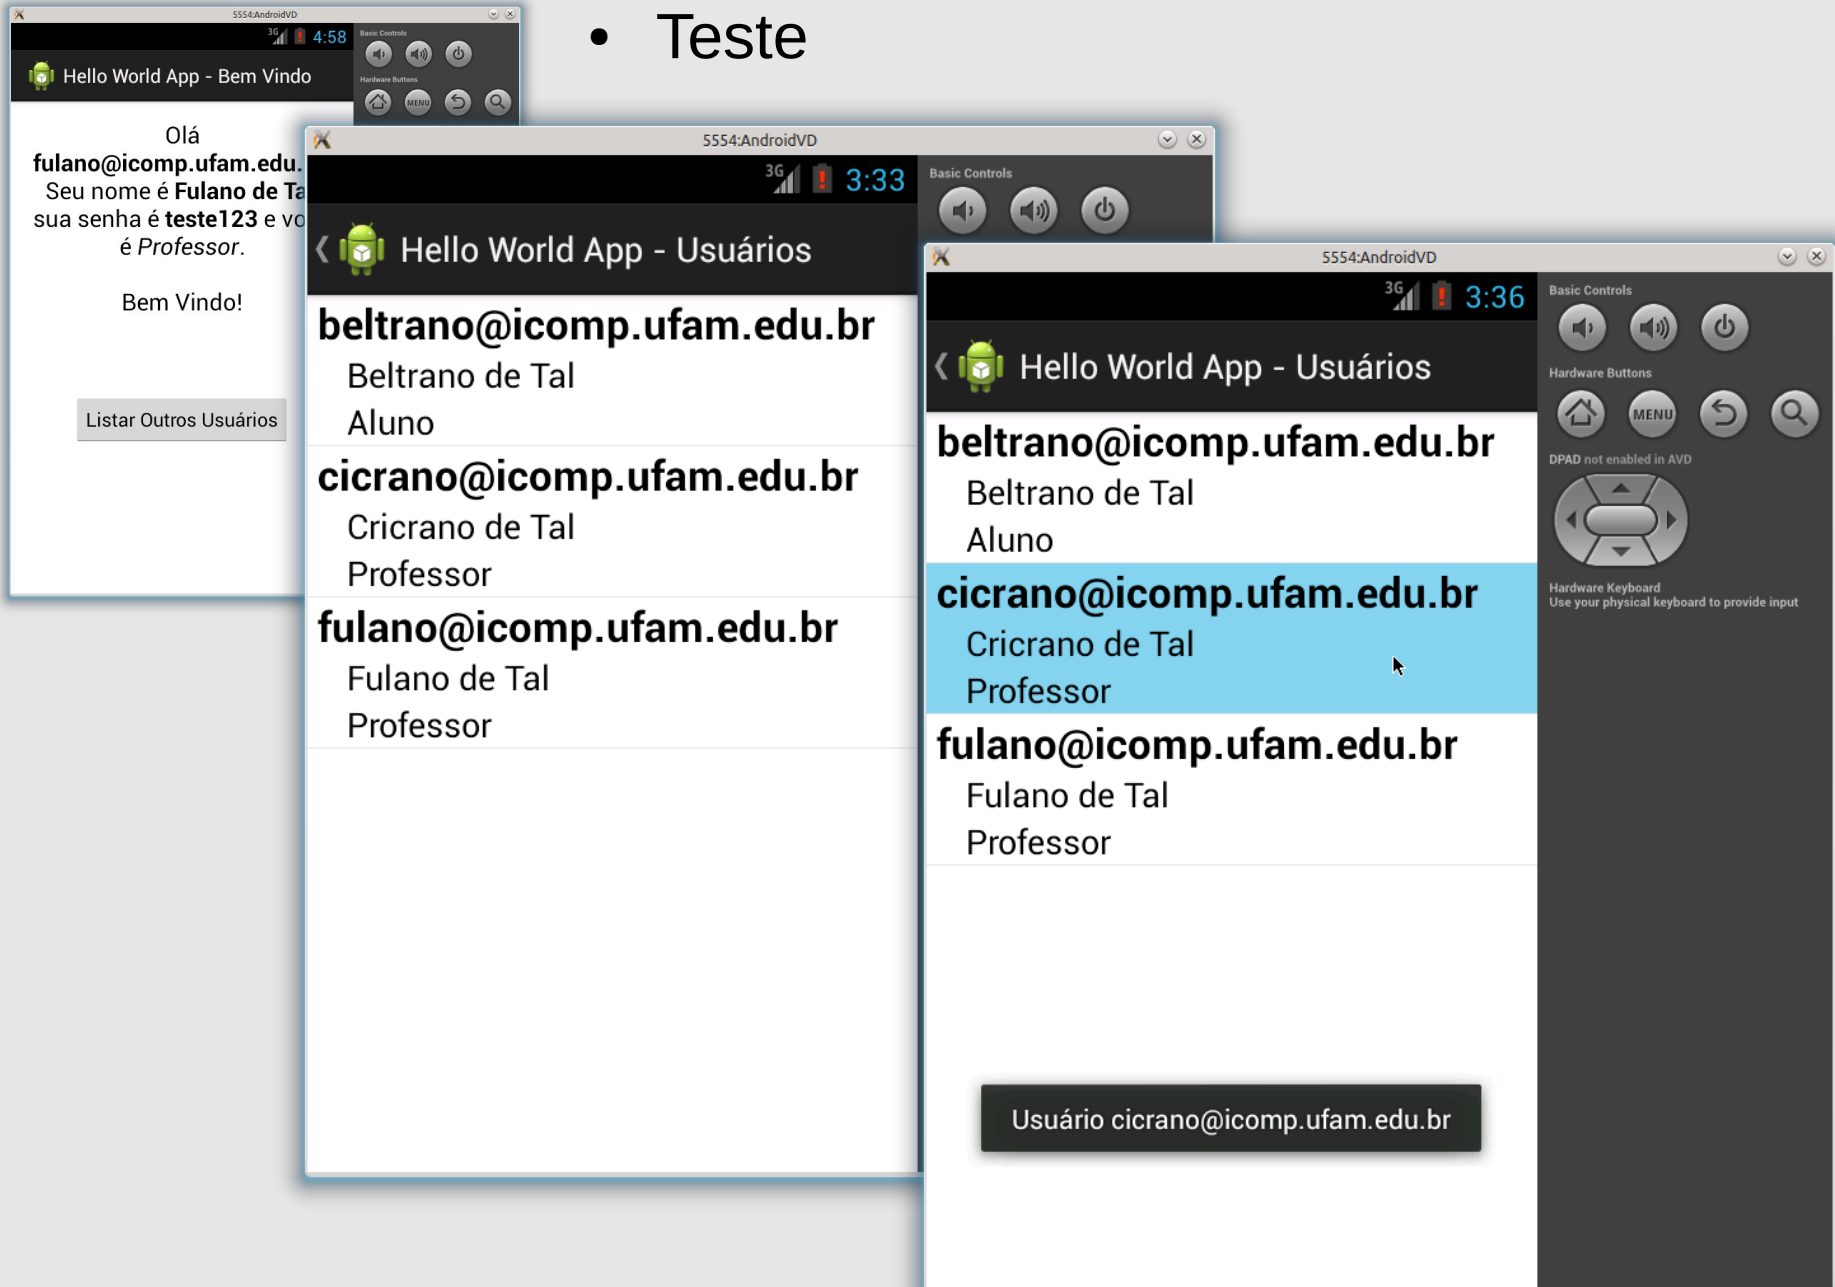 • Teste
5554:AndroidVD
3G 4:58
Hello World App - Bem Vindo
Basic Controls
Hardware Buttons
MENU
Olá
fulano@icomp.ufam.edu.
Seu nome é Fulano de Ta
sua senha é teste123 e vo
é Professor.
Bem Vindo!
Listar Outros Usuários
5554:AndroidVD
3G 3:33
Basic Controls
Hello World App - Usuários
beltrano@icomp.ufam.edu.br
Beltrano de Tal
Aluno
cicrano@icomp.ufam.edu.br
Cricrano de Tal
Professor
fulano@icomp.ufam.edu.br
Fulano de Tal
Professor
5554:AndroidVD
3G 3:36
Hello World App - Usuários
beltrano@icomp.ufam.edu.br
Beltrano de Tal
Aluno
cicrano@icomp.ufam.edu.br
Cricrano de Tal
Professor
fulano@icomp.ufam.edu.br
Fulano de Tal
Professor
Usuário cicrano@icomp.ufam.edu.br
Basic Controls
Hardware Buttons
MENU
DPAD not enabled in AVD
Hardware Keyboard
Use your physical keyboard to provide input